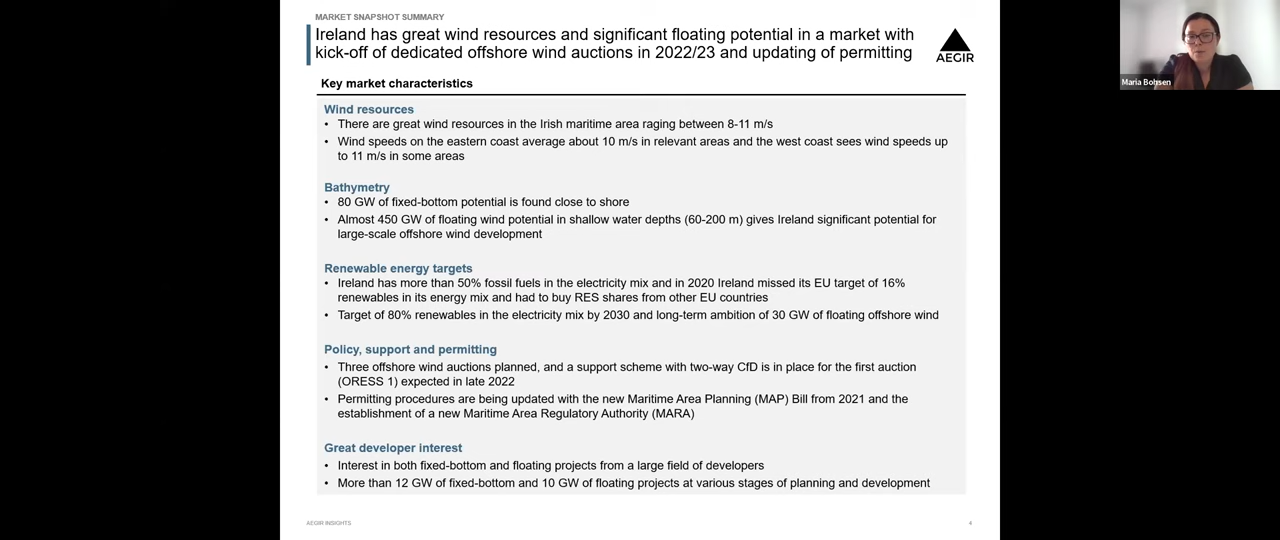 MARKET SNAPSHOT SUMMARY
Ireland has great wind resources and significant floating potential in a market with
kick-off of dedicated offshore wind auctions in 2022/23 and updating of permitting
AEGIR
Maria Bohsen
Key market characteristics
Wind resources
• There are great wind resources in the Irish maritime area raging between 8-11 m/s
• Wind speeds on the eastern coast average about 10 m/s in relevant areas and the west coast sees wind speeds up
to 11 m/s in some areas
Bathymetry
• 80 GW of fixed-bottom potential is found close to shore
• Almost 450 GW of floating wind potential in shallow water depths (60-200 m) gives Ireland significant potential for
large-scale offshore wind development
Renewable energy targets
• Ireland has more than 50% fossil fuels in the electricity mix and in 2020 Ireland missed its EU target of 16%
renewables in its energy mix and had to buy RES shares from other EU countries
• Target of 80% renewables in the electricity mix by 2030 and long-term ambition of 30 GW of floating offshore wind
Policy, support and permitting
• Three offshore wind auctions planned, and a support scheme with two-way CfD is in place for the first auction
(ORESS 1) expected in late 2022
• Permitting procedures are being updated with the new Maritime Area Planning (MAP) Bill from 2021 and the
establishment of a new Maritime Area Regulatory Authority (MARA)
Great developer interest
• Interest in both fixed-bottom and floating projects from a large field of developers
• More than 12 GW of fixed-bottom and 10 GW of floating projects at various stages of planning and development
AEGIR INSIGHTS
4